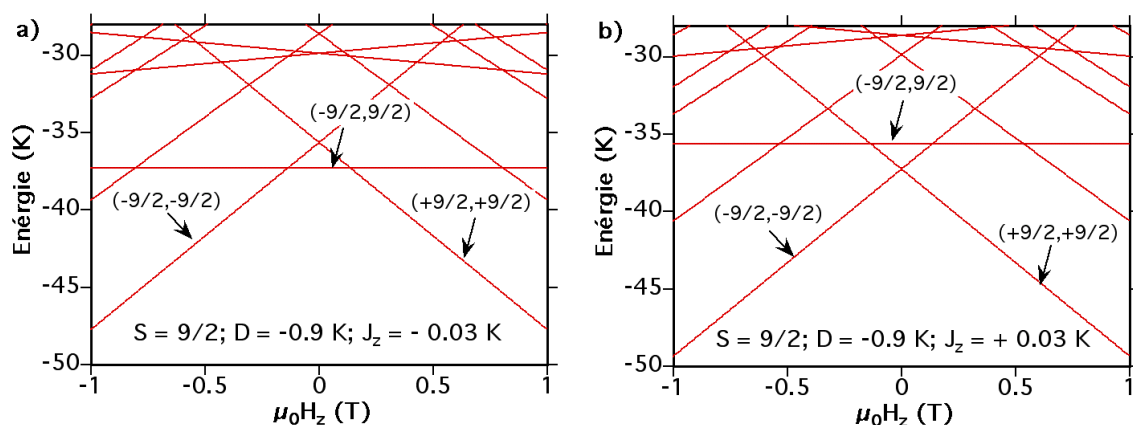 a)
Enérgie (K)
-30
-35
-40
-45
-50
(-9/2,9/2)
(-9/2,-9/2)
(+9/2,+9/2)
S = 9/2; D = -0.9 K; Jz = - 0.03 K
-1 -0.5 0 0.5 1
μ0Hz (T)
b)
Enérgie (K)
-30
-35
-40
-45
-50
(-9/2,9/2)
(-9/2,-9/2)
(+9/2,+9/2)
S = 9/2; D = -0.9 K; Jz = + 0.03 K
-1 -0.5 0 0.5 1
μ0Hz (T)